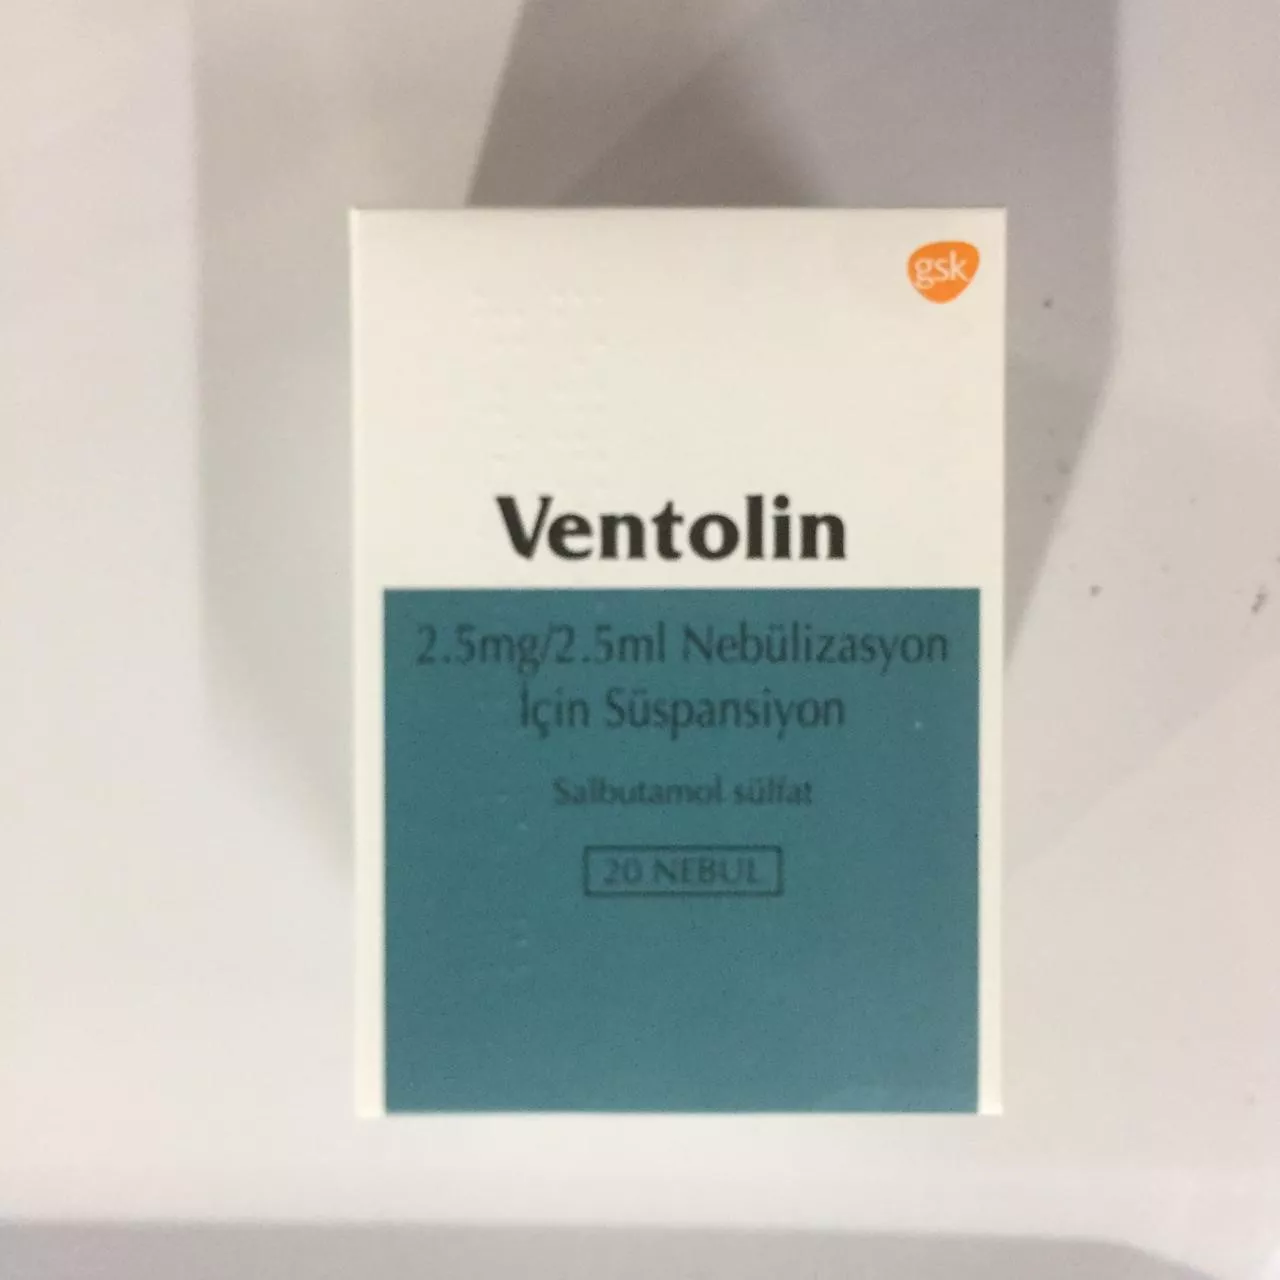 gsk
Ventolin
2.5mg/2.5ml Nebülizasyon
İçin Süspansiyon
Salbutamol sülfat
20 NEBUL